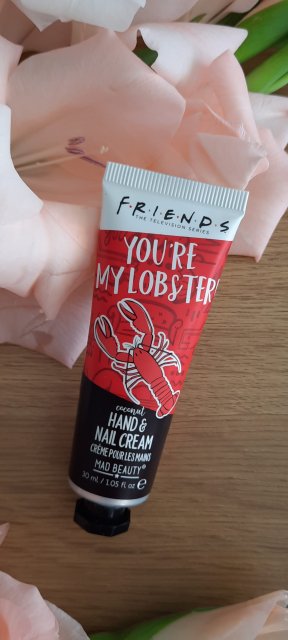 F·R·I·E·N·D·S
THE TELEVISION SERIES
YOU'RE
MY LOBSTER
coconut
HAND &
NAIL CREAM
CRÈME POUR LES MAINS
MAD BEAUTY®
30 ml / 1.05 fl oz e